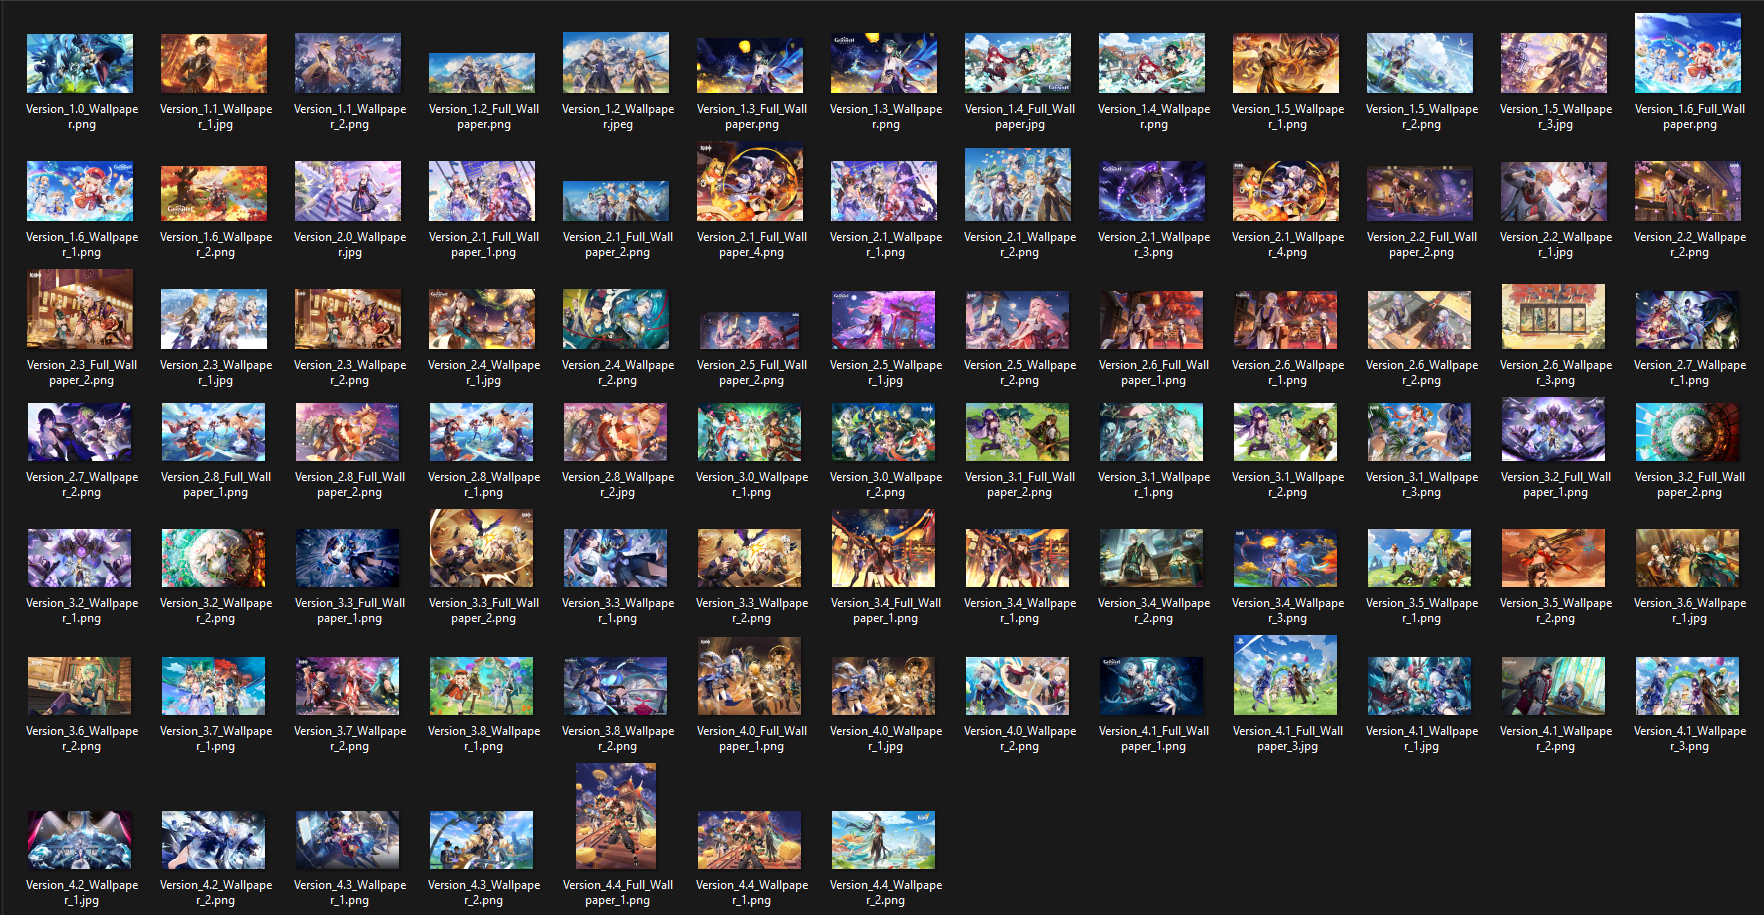 Version_1.0_Wallpape
r.png
Version_1.1_Wallpape
r_1.jpg
Version_1.1_Wallpape
r_2.png
Version_1.2_Full_Wall
paper.png
Version_1.2_Wallpape
r.jpeg
Version_1.3_Full_Wall
paper.png
Version_1.3_Wallpape
r.png
Version_1.4_Full_Wall
paper.jpg
Version_1.4_Wallpape
r.png
Version_1.5_Wallpape
r_1.png
Version_1.5_Wallpape
r_2.png
Version_1.5_Wallpape
r_3.jpg
Version_1.6_Full_Wall
paper.png
Version_1.6_Wallpape
r_1.png
Version_1.6_Wallpape
r_2.png
Version_2.0_Wallpape
r.jpg
Version_2.1_Full_Wall
paper_1.png
Version_2.1_Full_Wall
paper_2.png
Version_2.1_Full_Wall
paper_4.png
Version_2.1_Wallpape
r_1.png
Version_2.1_Wallpape
r_2.png
Version_2.1_Wallpape
r_3.png
Version_2.1_Wallpape
r_4.png
Version_2.2_Full_Wall
paper_2.png
Version_2.2_Wallpape
r_1.jpg
Version_2.2_Wallpape
r_2.png
Version_2.3_Full_Wall
paper_2.png
Version_2.3_Wallpape
r_1.jpg
Version_2.3_Wallpape
r_2.png
Version_2.4_Wallpape
r_1.jpg
Version_2.4_Wallpape
r_2.png
Version_2.5_Full_Wall
paper_2.png
Version_2.5_Wallpape
r_1.jpg
Version_2.5_Wallpape
r_2.png
Version_2.6_Full_Wall
paper_1.png
Version_2.6_Wallpape
r_1.png
Version_2.6_Wallpape
r_2.png
Version_2.6_Wallpape
r_3.png
Version_2.7_Wallpape
r_1.png
Version_2.7_Wallpape
r_2.png
Version_2.8_Full_Wall
paper_1.png
Version_2.8_Full_Wall
paper_2.png
Version_2.8_Wallpape
r_1.png
Version_2.8_Wallpape
r_2.jpg
Version_3.0_Wallpape
r_1.png
Version_3.0_Wallpape
r_2.png
Version_3.1_Full_Wall
paper_2.png
Version_3.1_Wallpape
r_1.png
Version_3.1_Wallpape
r_2.png
Version_3.1_Wallpape
r_3.png
Version_3.2_Full_Wall
paper_1.png
Version_3.2_Full_Wall
paper_2.png
Version_3.2_Wallpape
r_1.png
Version_3.2_Wallpape
r_2.png
Version_3.3_Full_Wall
paper_1.png
Version_3.3_Full_Wall
paper_2.png
Version_3.3_Wallpape
r_1.png
Version_3.3_Wallpape
r_2.png
Version_3.4_Full_Wall
paper_1.png
Version_3.4_Wallpape
r_1.png
Version_3.4_Wallpape
r_2.png
Version_3.4_Wallpape
r_3.png
Version_3.5_Wallpape
r_1.png
Version_3.5_Wallpape
r_2.png
Version_3.6_Wallpape
r_1.jpg
Version_3.6_Wallpape
r_2.png
Version_3.7_Wallpape
r_1.png
Version_3.7_Wallpape
r_2.png
Version_3.8_Wallpape
r_1.png
Version_3.8_Wallpape
r_2.png
Version_4.0_Full_Wall
paper_1.png
Version_4.0_Wallpape
r_1.jpg
Version_4.0_Wallpape
r_2.png
Version_4.1_Full_Wall
paper_1.png
Version_4.1_Full_Wall
paper_3.jpg
Version_4.1_Wallpape
r_1.jpg
Version_4.1_Wallpape
r_2.png
Version_4.1_Wallpape
r_3.png
Version_4.2_Wallpape
r_1.jpg
Version_4.2_Wallpape
r_2.png
Version_4.3_Wallpape
r_1.png
Version_4.3_Wallpape
r_2.png
Version_4.4_Full_Wall
paper_1.png
Version_4.4_Wallpape
r_1.png
Version_4.4_Wallpape
r_2.png